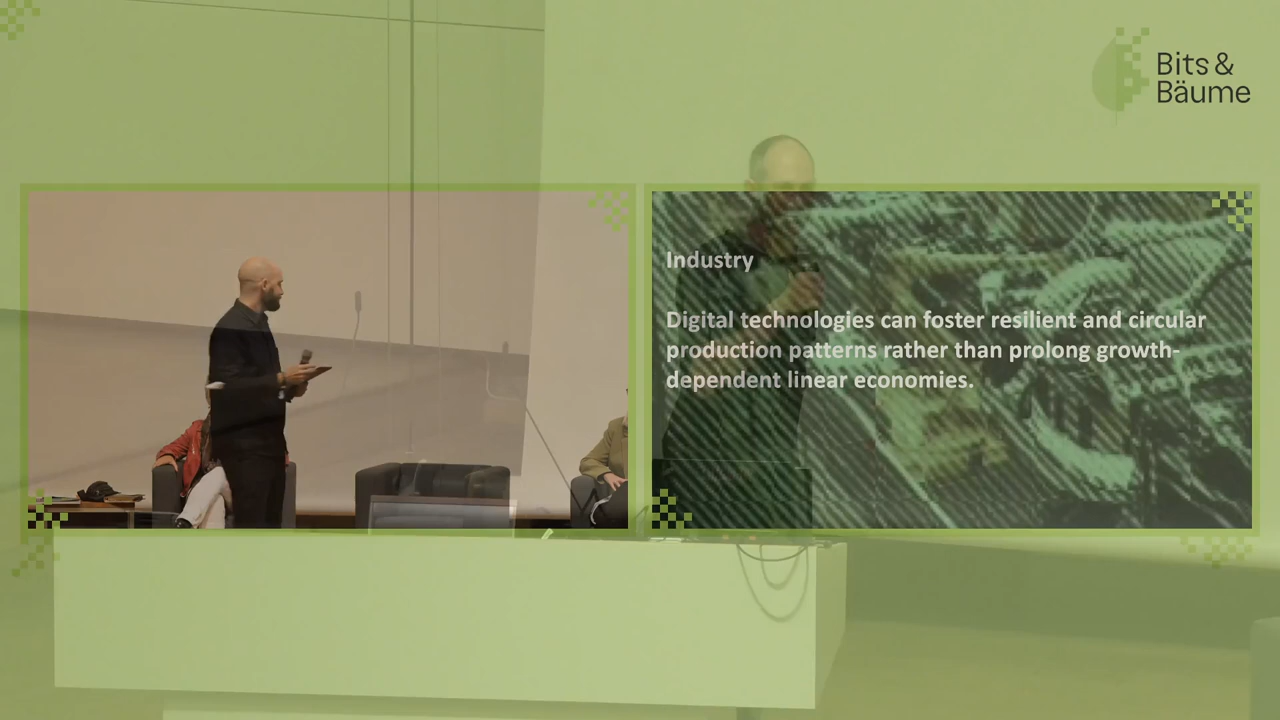 Bits &
Bäume
Industry
Digital technologies can foster resilient and circular
production patterns rather than prolong growth-
dependent linear economies.